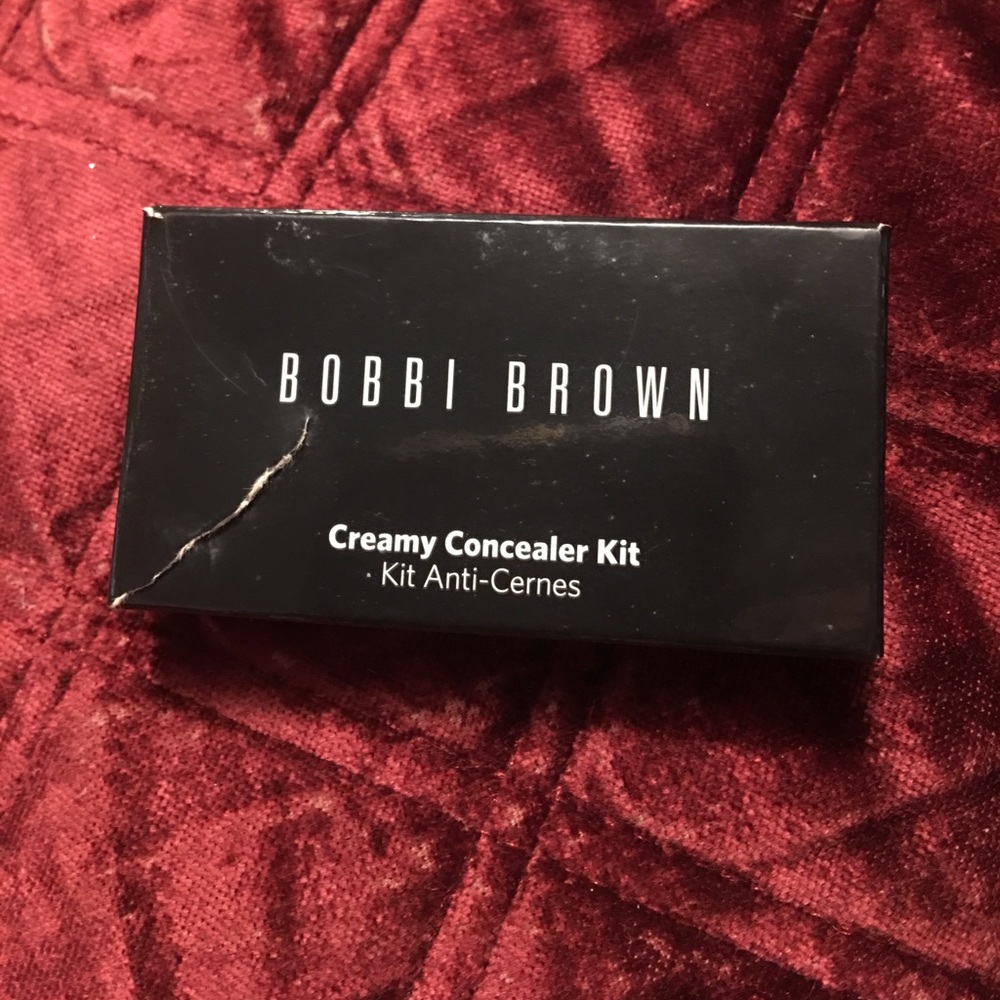 BOBBI BROWN
Creamy Concealer Kit
Kit Anti-Cernes